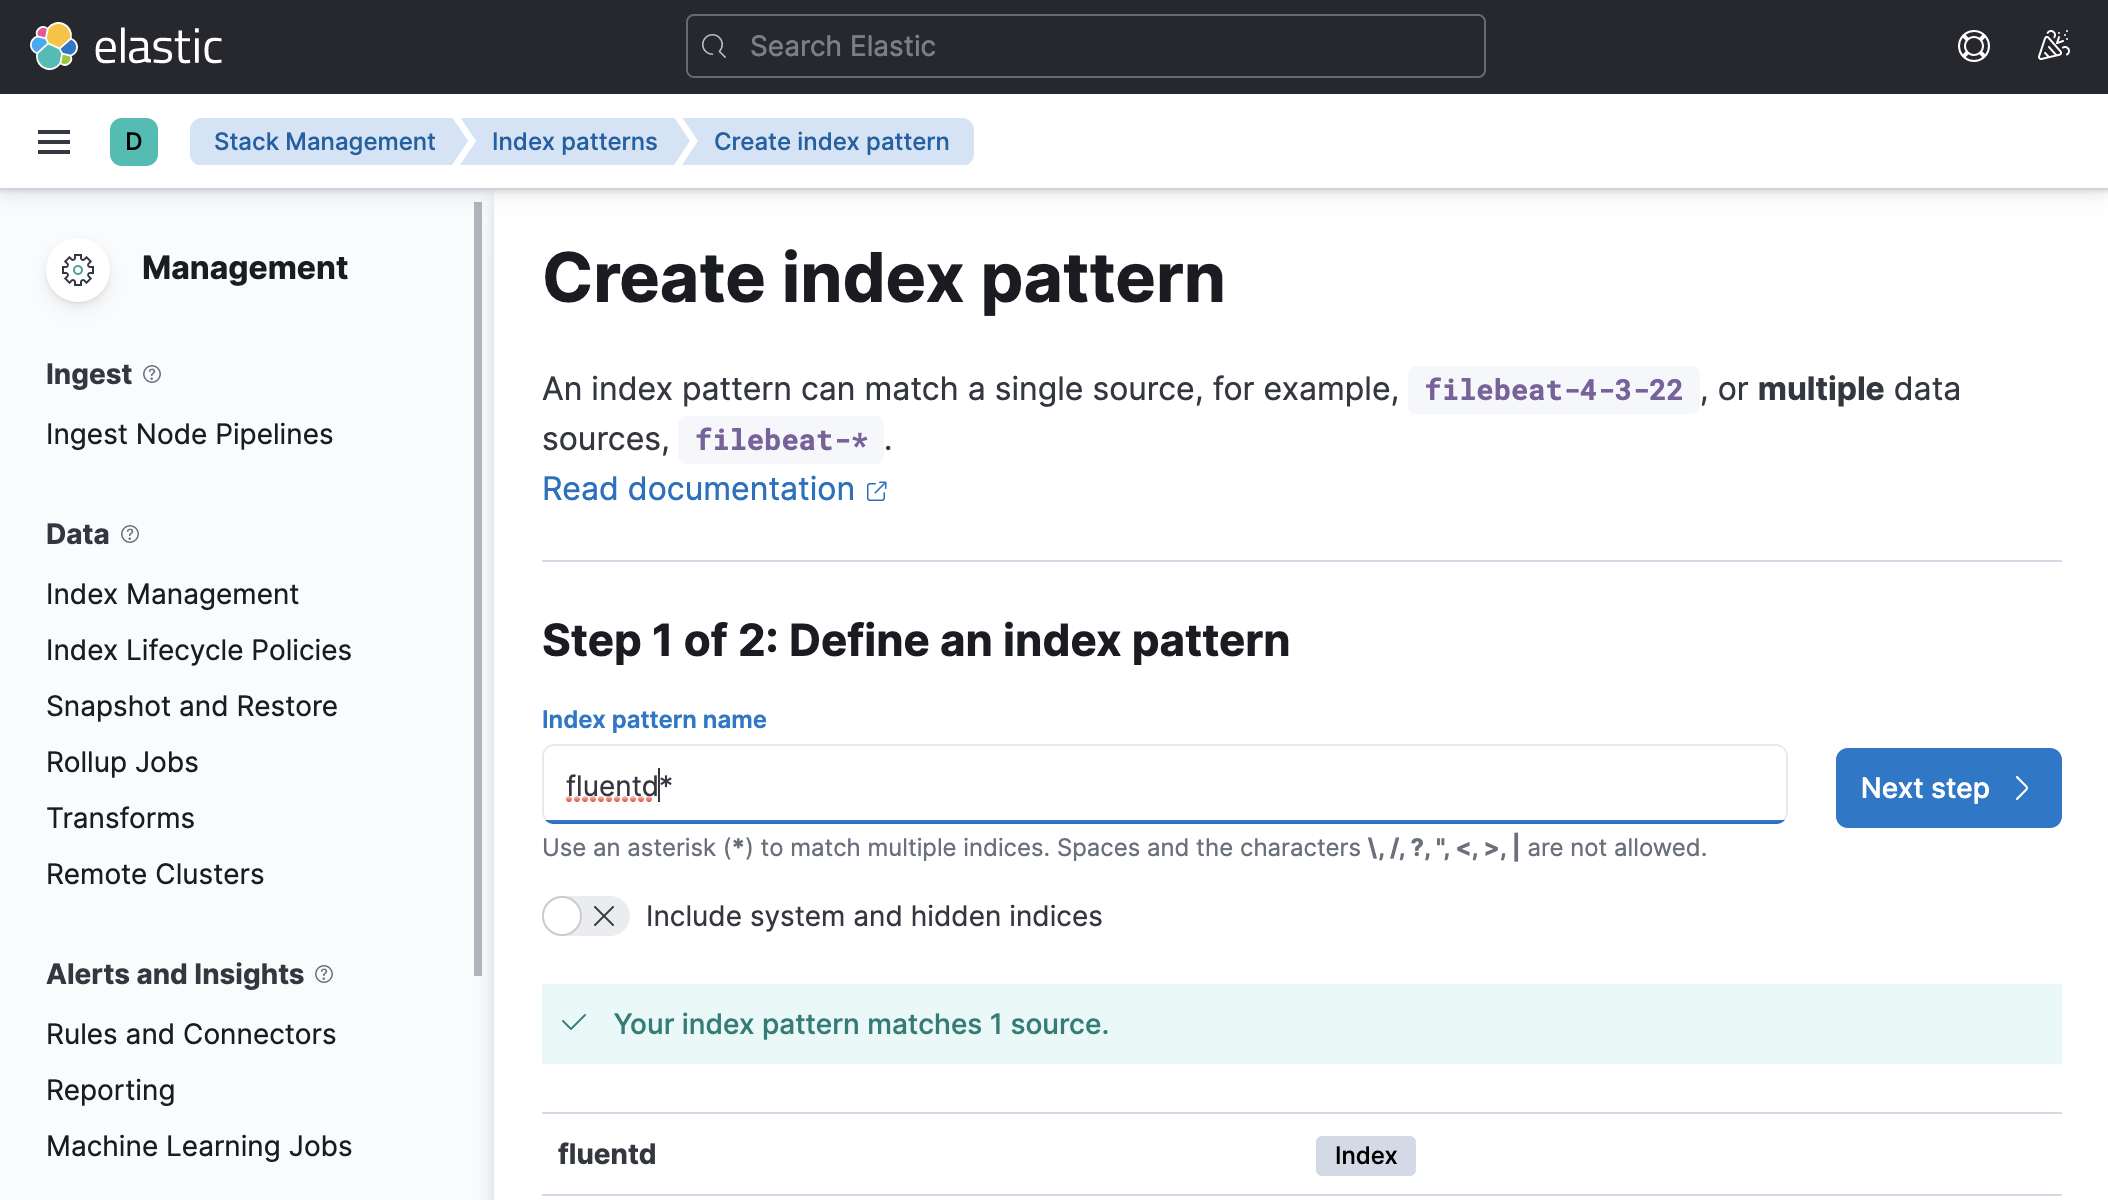 elastic
Search Elastic
D
Stack Management
Index patterns
Create index pattern
Management
Ingest
Ingest Node Pipelines
Data
Index Management
Index Lifecycle Policies
Snapshot and Restore
Rollup Jobs
Transforms
Remote Clusters
Alerts and Insights
Rules and Connectors
Reporting
Machine Learning Jobs
Create index pattern
An index pattern can match a single source, for example, filebeat-4-3-22 , or multiple data
sources, filebeat-* .
Read documentation
Step 1 of 2: Define an index pattern
Index pattern name
fluentd*
Next step
Use an asterisk (*) to match multiple indices. Spaces and the characters \, /, ?, ", <, >, | are not allowed.
Include system and hidden indices
Your index pattern matches 1 source.
fluentd
Index